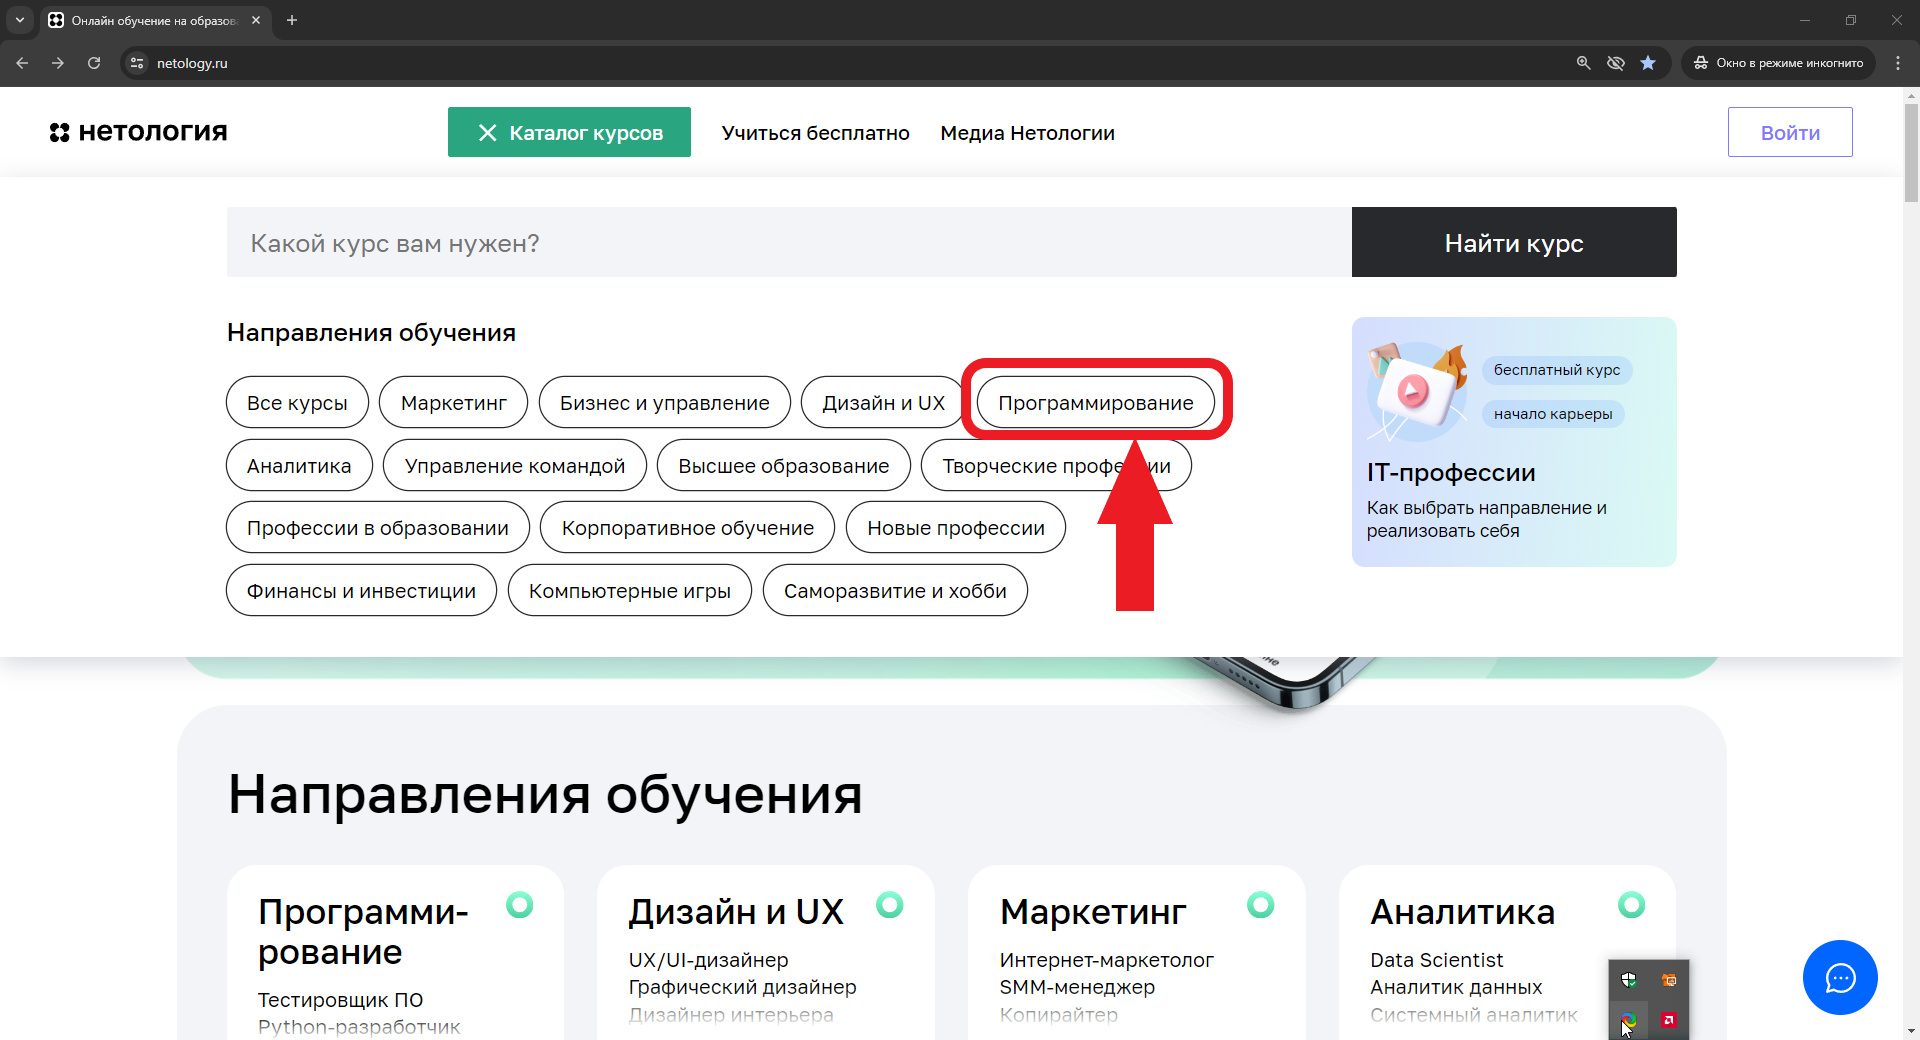 Онлайн обучение на образов
netology.ru
Окно в режиме инкогнито
нетология
Каталог курсов
Учиться бесплатно
Медиа Нетологии
Войти
Какой курс вам нужен?
Найти курс
Направления обучения
Все курсы
Маркетинг
Бизнес и управление
Дизайн и UX
Программирование
Аналитика
Управление командой
Высшее образование
Творческие
Профессии в образовании
Корпоративное обучение
Новые профессии
Финансы и инвестиции
Компьютерные игры
Саморазвитие и хобби
бесплатный курс
начало карьеры
IT-профессии
Как выбрать направление и
реализовать себя
Направления обучения
Программи-
рование
Тестировщик ПО
Python-разработчик
Дизайн и UX
UX/UI-дизайнер
Графический дизайнер
Дизайнер интерьера
Маркетинг
Интернет-маркетолог
SMM-менеджер
Копирайтер
Аналитика
Data Scientist
Аналитик данных
Системный аналитик